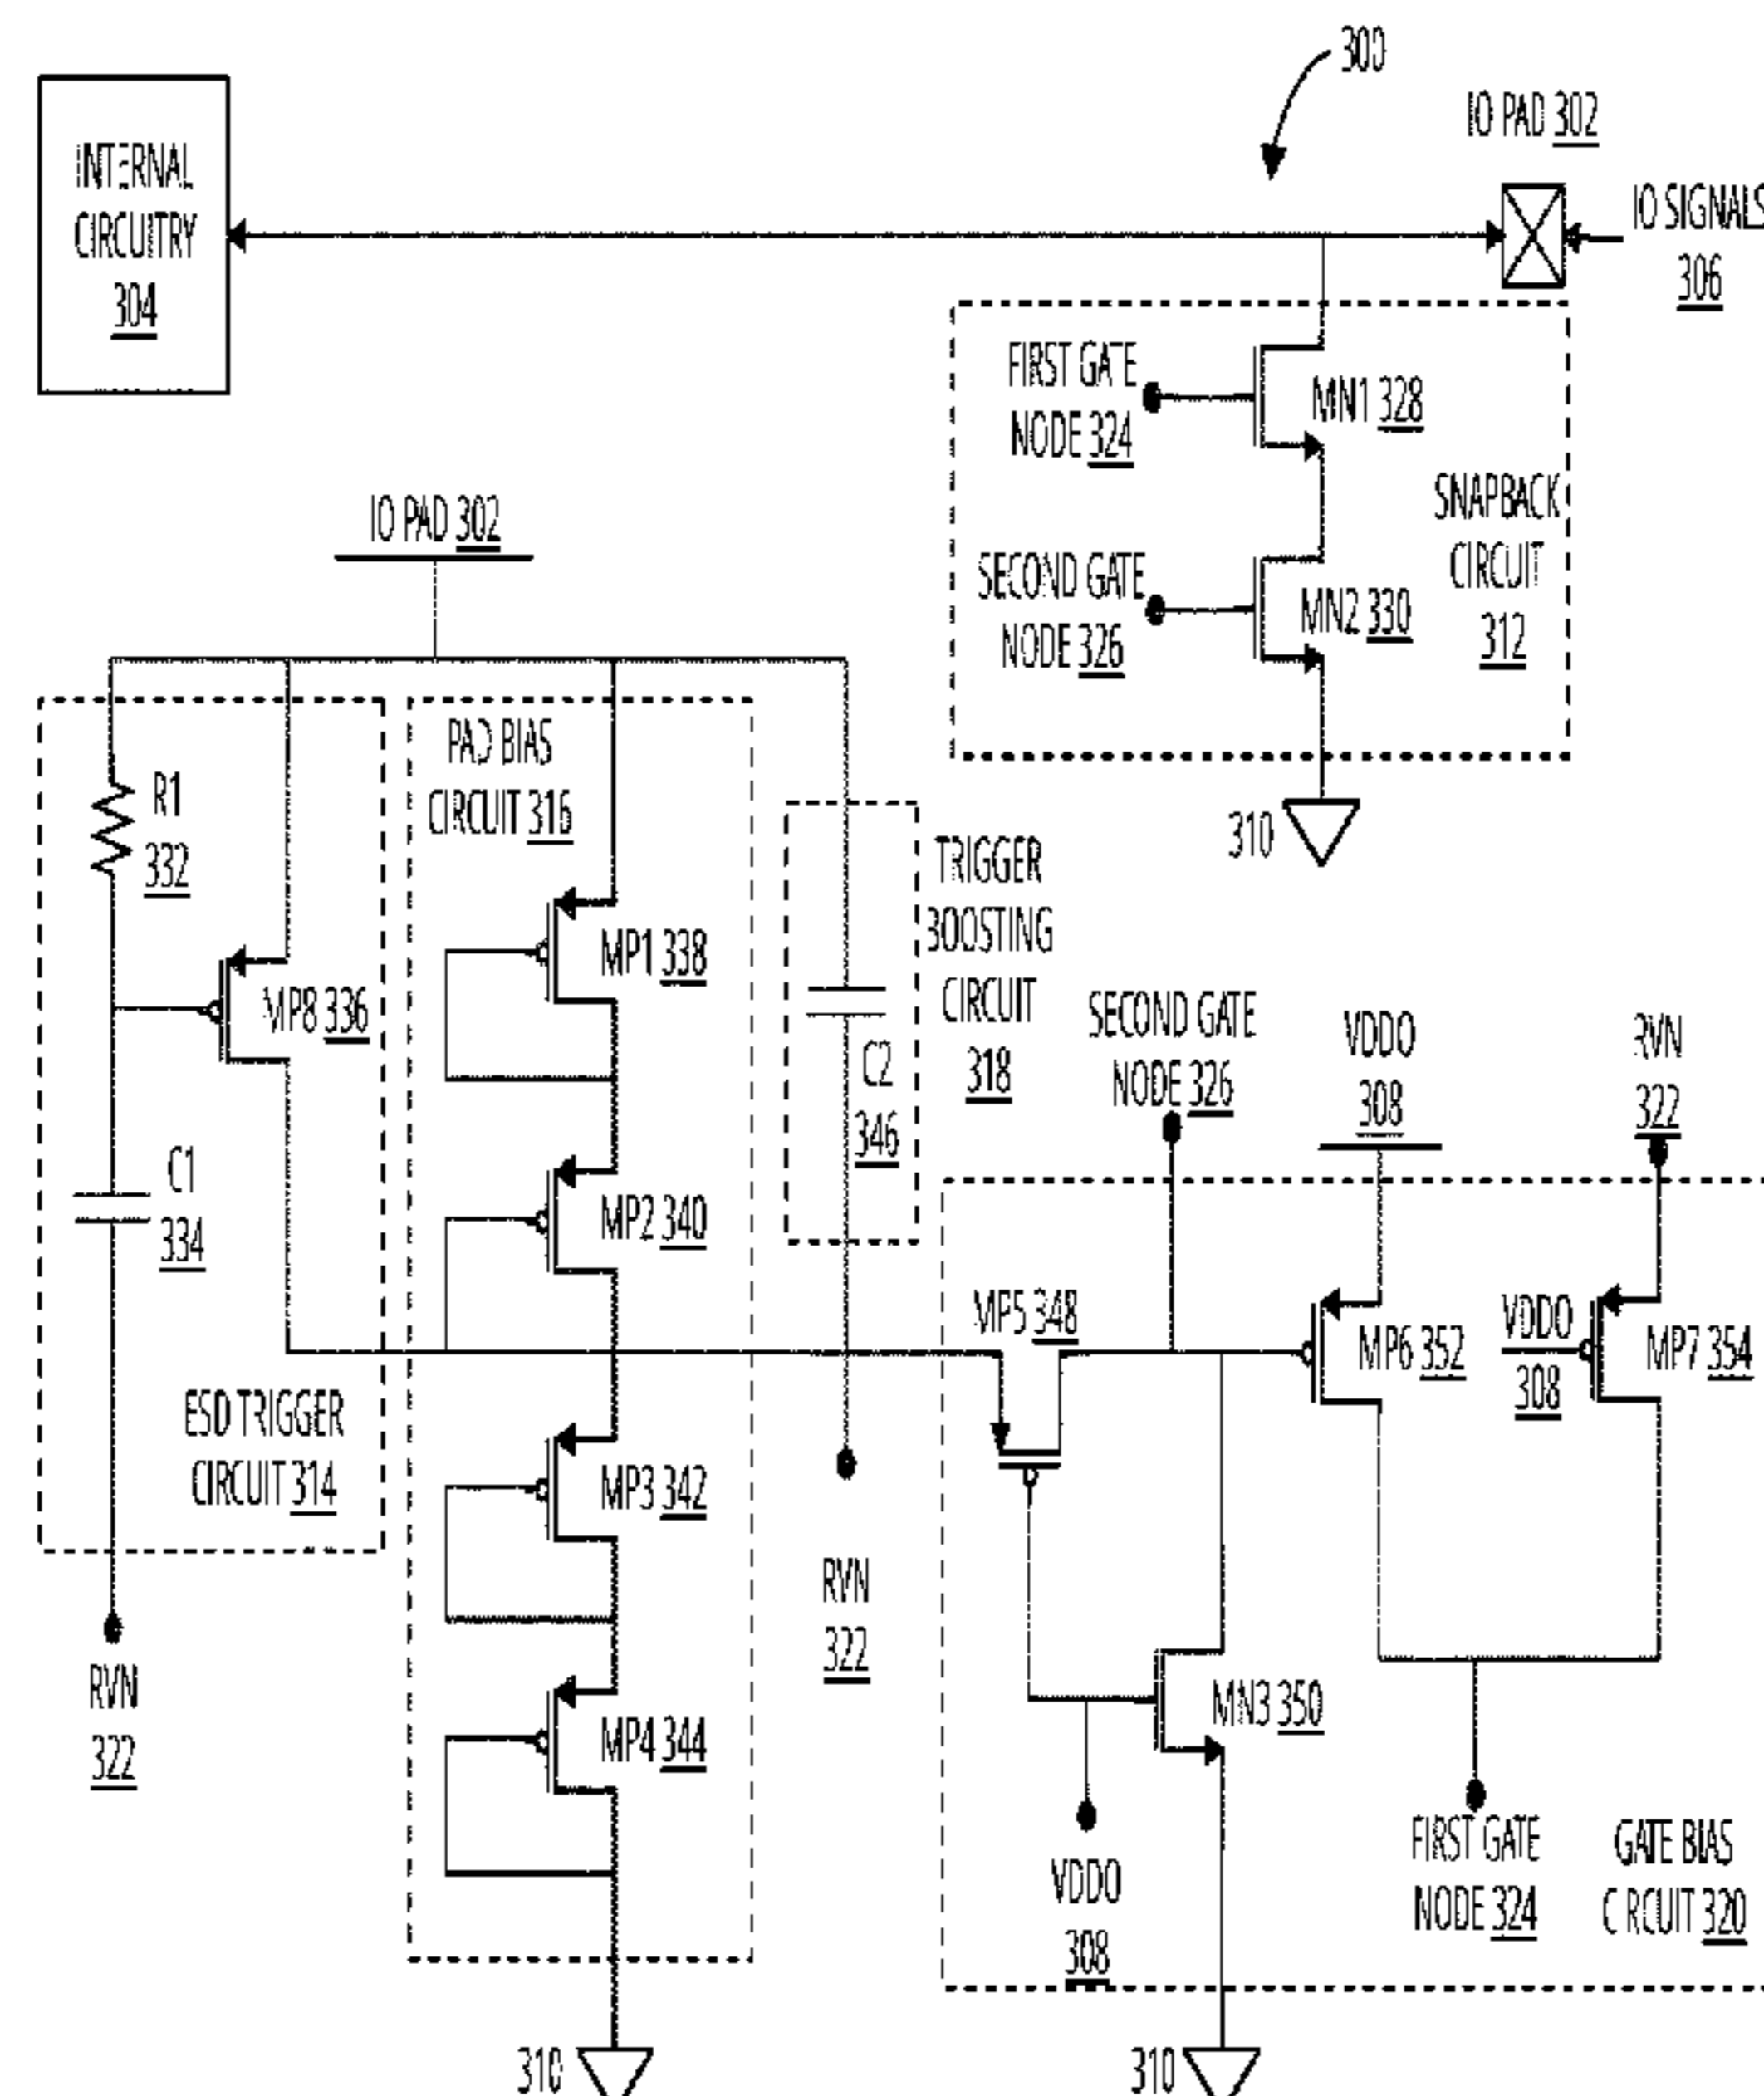 300
IO PAD 302
INTERNAL
CIRCUITRY
304
IO SIGNALS
306
FIRST GATE
NODE 324
MN1 328
SNAPBACK
CIRCUIT
312
SECOND GATE
NODE 326
MN2 330
310
IO PAD 302
PAD BIAS
CIRCUIT 316
R1
332
TRIGGER
BOOSTING
CIRCUIT
318
MP1 338
MP8 336
C2
346
SECOND GATE
NODE 326
VDDO
308
RVN
322
C1
334
MP2 340
MP5 348
MP6 352
VDDO
308
MP7 354
ESD TRIGGER
CIRCUIT 314
MP3 342
RVN
322
RVN
322
MP4 344
MN3 350
VDDO
308
FIRST GATE
NODE 324
GATE BIAS
C RCUIT 320
310
310